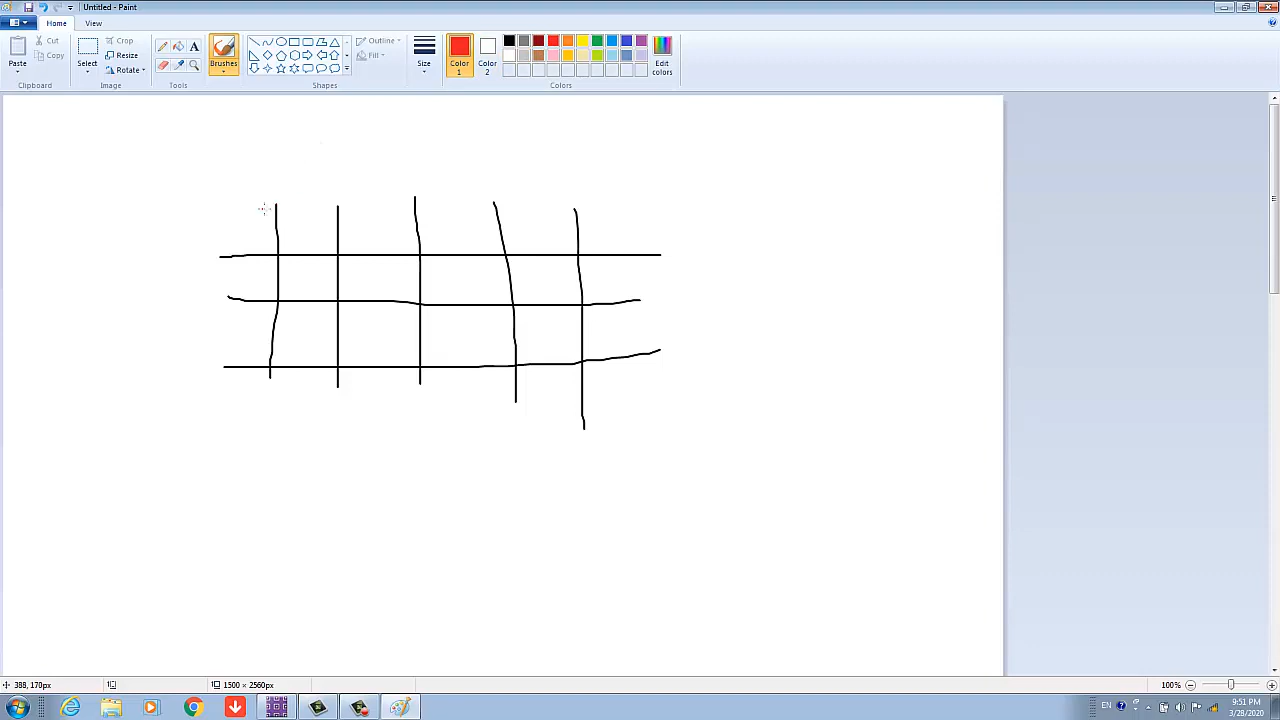 Untitled - Paint
Home
View
Paste
Cut
Copy
Clipboard
Select
Crop
Resize
Rotate
Image
A
Tools
Brushes
Outline
Fill
Shapes
Size
Color 1
Color 2
Edit colors
Colors
388, 170px
1500 × 2560px
100%
EN
9:51 PM
3/28/2020